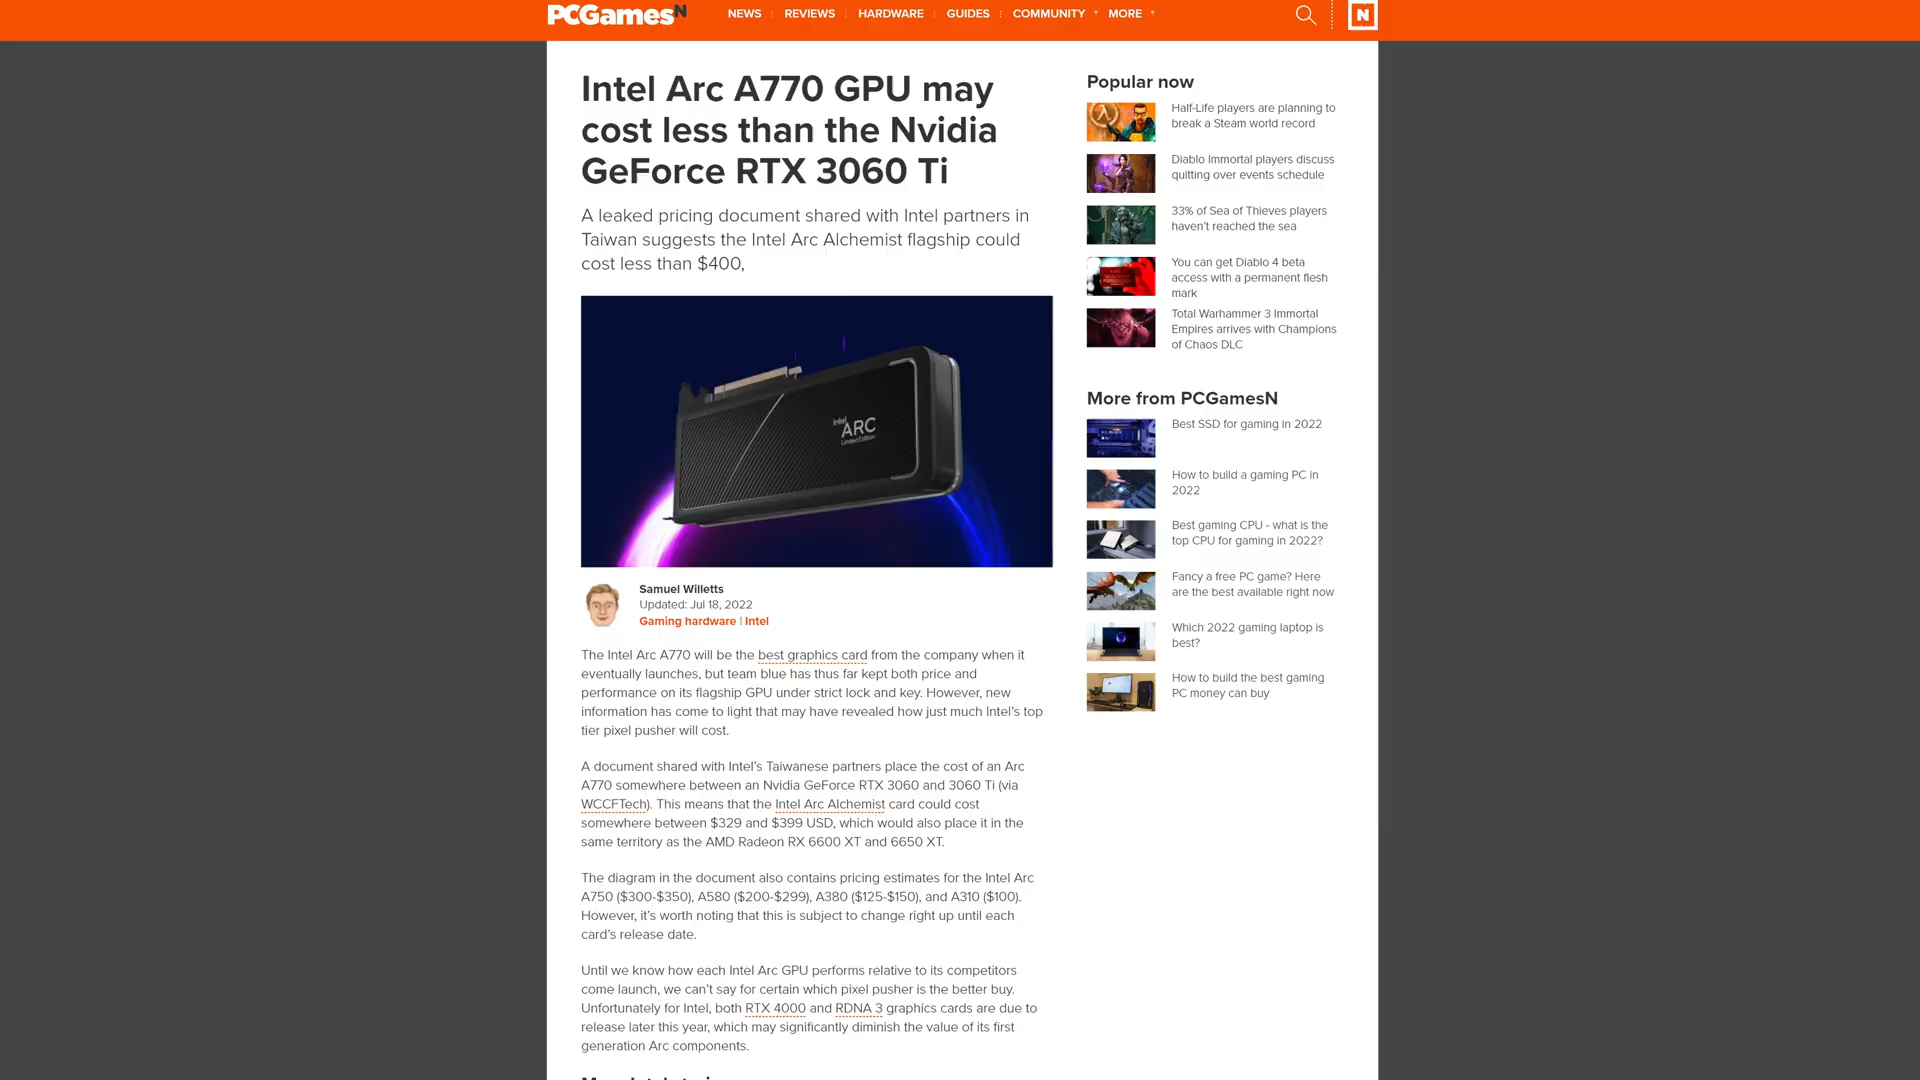 PCGamesN
NEWS
REVIEWS
HARDWARE
GUIDES
COMMUNITY
MORE
N
Intel Arc A770 GPU may
cost less than the Nvidia
GeForce RTX 3060 Ti
A leaked pricing document shared with Intel partners in
Taiwan suggests the Intel Arc Alchemist flagship could
cost less than $400,
intel
ARC
Limited Edition
Samuel Willetts
Updated: Jul 18, 2022
Gaming hardware | Intel
The Intel Arc A770 will be the best graphics card from the company when it
eventually launches, but team blue has thus far kept both price and
performance on its flagship GPU under strict lock and key. However, new
information has come to light that may have revealed how just much Intel's top
tier pixel pusher will cost.
A document shared with Intel's Taiwanese partners place the cost of an Arc
A770 somewhere between an Nvidia GeForce RTX 3060 and 3060 Ti (via
WCCFTech). This means that the Intel Arc Alchemist card could cost
somewhere between $329 and $399 USD, which would also place it in the
same territory as the AMD Radeon RX 6600 XT and 6650 XT.
The diagram in the document also contains pricing estimates for the Intel Arc
A750 ($300-$350), A580 ($200-$299), A380 ($125-$150), and A310 ($100).
However, it's worth noting that this is subject to change right up until each
card's release date.
Until we know how each Intel Arc GPU performs relative to its competitors
come launch, we can't say for certain which pixel pusher is the better buy.
Unfortunately for Intel, both RTX 4000 and RDNA 3 graphics cards are due to
release later this year, which may significantly diminish the value of its first
generation Arc components.
Popular now
Half-Life players are planning to
break a Steam world record
Diablo Immortal players discuss
quitting over events schedule
33% of Sea of Thieves players
haven't reached the sea
You can get Diablo 4 beta
access with a permanent flesh
mark
Total Warhammer 3 Immortal
Empires arrives with Champions
of Chaos DLC
More from PCGamesN
Best SSD for gaming in 2022
How to build a gaming PC in
2022
Best gaming CPU - what is the
top CPU for gaming in 2022?
Fancy a free PC game? Here
are the best available right now
Which 2022 gaming laptop is
best?
How to build the best gaming
PC money can buy